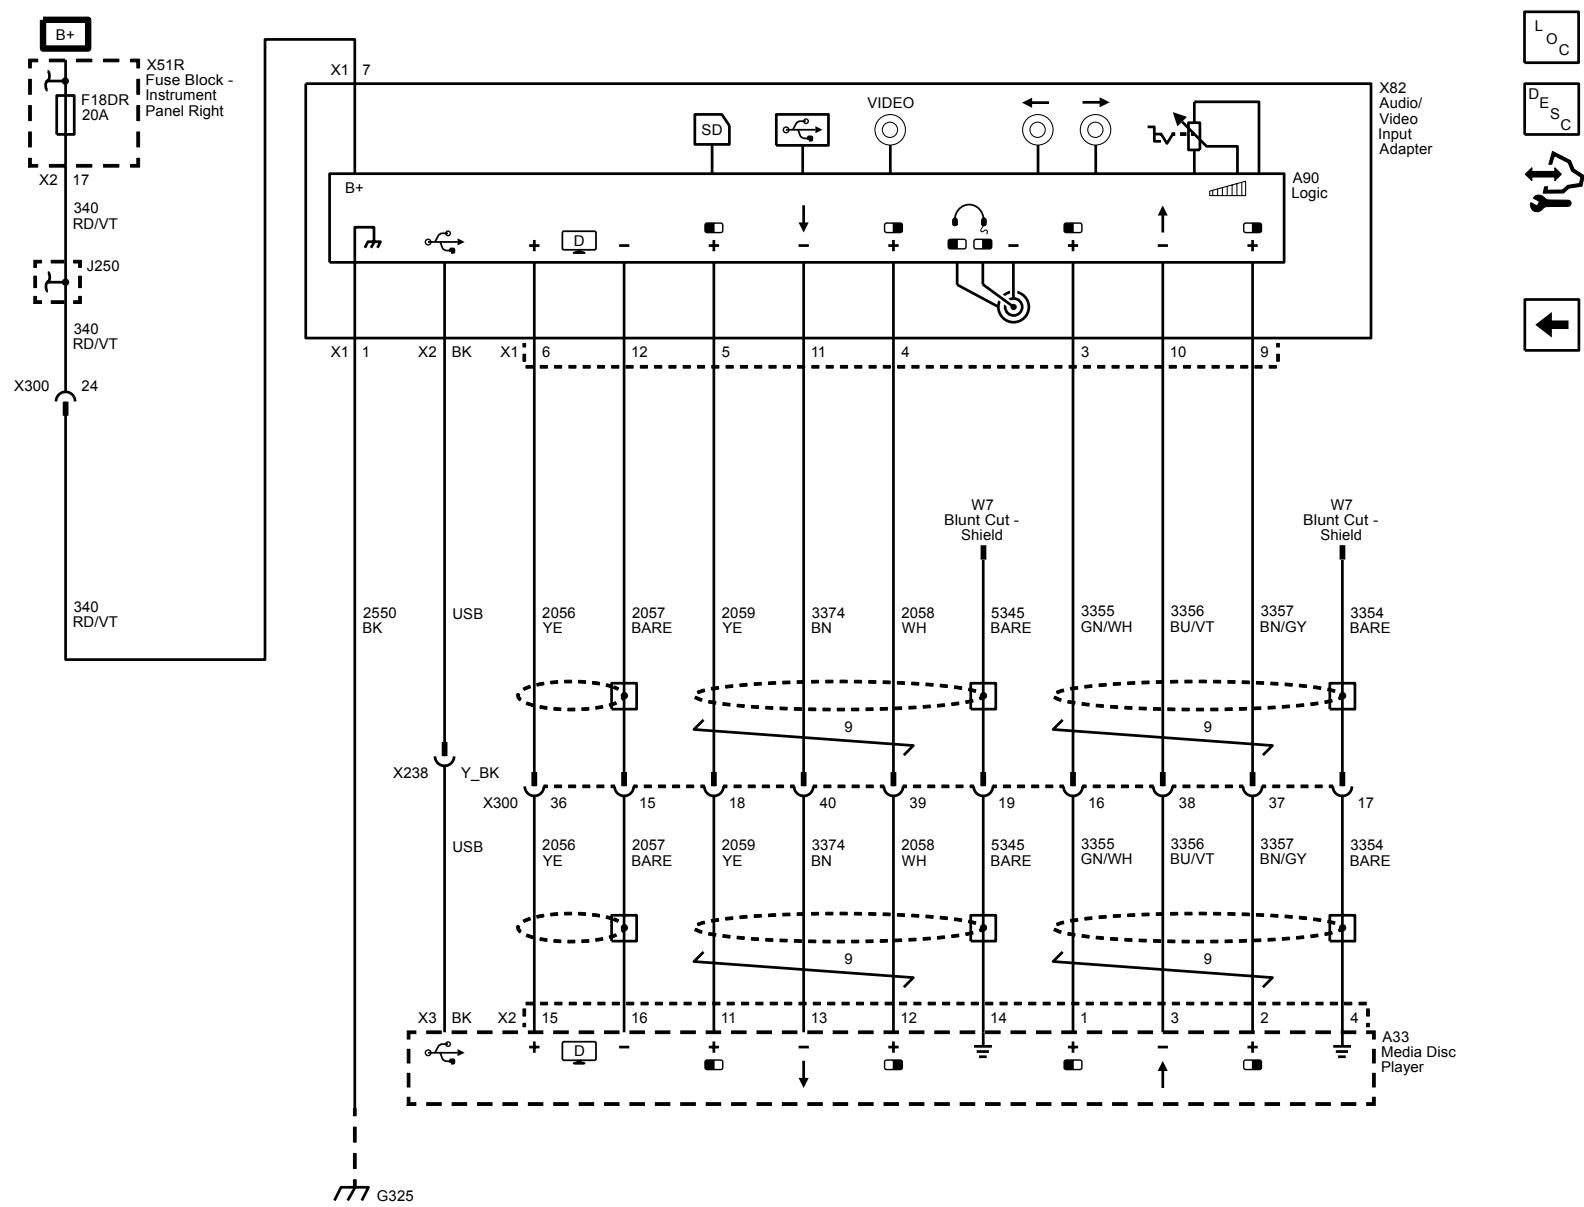 B+
X51R
Fuse Block -
Instrument
Panel Right
F18DR
20A
X2 17
340
RD/VT
J250
340
RD/VT
X300 24
340
RD/VT
X1 7
X82
Audio/
Video
Input
Adapter
SD
VIDEO
A90
Logic
B+
D
X1 1
X2 BK
X1 6 12 5 11 4 3 10 9
W7
Blunt Cut -
Shield
W7
Blunt Cut -
Shield
2550
BK
USB
2056
YE
2057
BARE
2059
YE
3374
BN
2058
WH
5345
BARE
3355
GN/WH
3356
BU/VT
3357
BN/GY
3354
BARE
9
9
X238 Y_BK
X300 36 15 18 40 39 19 16 38 37 17
USB
2056
YE
2057
BARE
2059
YE
3374
BN
2058
WH
5345
BARE
3355
GN/WH
3356
BU/VT
3357
BN/GY
3354
BARE
9
9
X3 BK
X2 15 16 11 13 12 14 1 3 2 4
D
A33
Media Disc
Player
G325
LOC
DESC